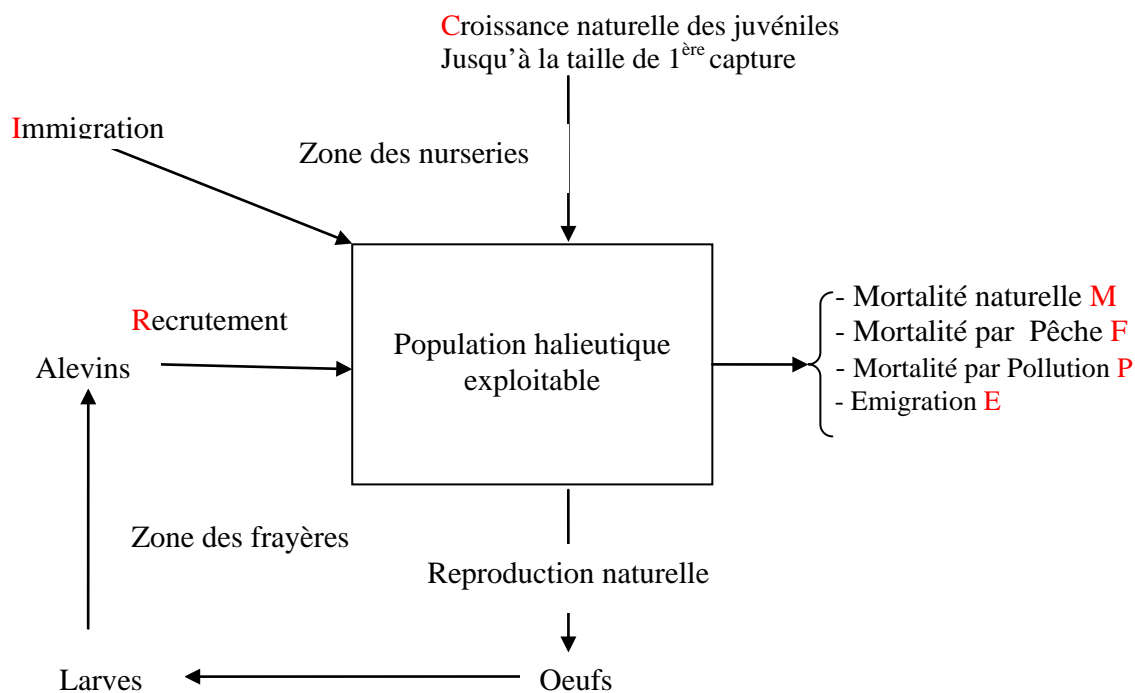 Croissance naturelle des juvéniles
Jusqu'à la taille de 1ère capture
Immigration
Zone des nurseries
Recrutement
Alevins
Population halieutique
exploitable
- Mortalité naturelle M
- Mortalité par Pêche F
- Mortalité par Pollution P
- Emigration E
Zone des frayères
Reproduction naturelle
Larves
Oeufs